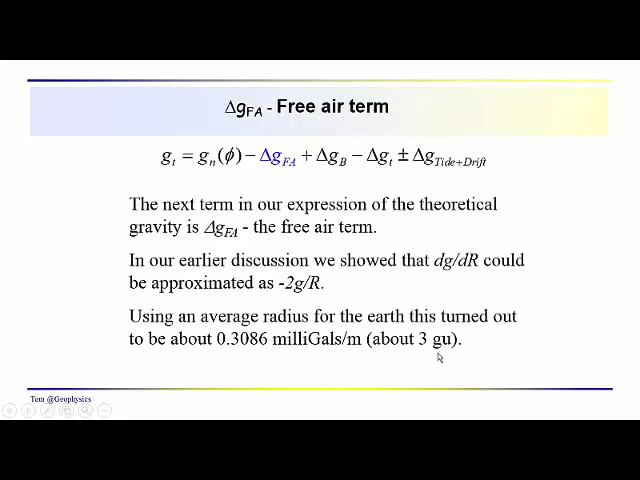 Δg_FA - Free air term
g_t = g_n(ϕ) − Δg_FA + Δg_B − Δg_t ± Δg_Tide+Drift
The next term in our expression of the theoretical
gravity is Δg_FA - the free air term.
In our earlier discussion we showed that dg/dR could
be approximated as -2g/R.
Using an average radius for the earth this turned out
to be about 0.3086 milliGals/m (about 3 gu).
Tom @Geophysics